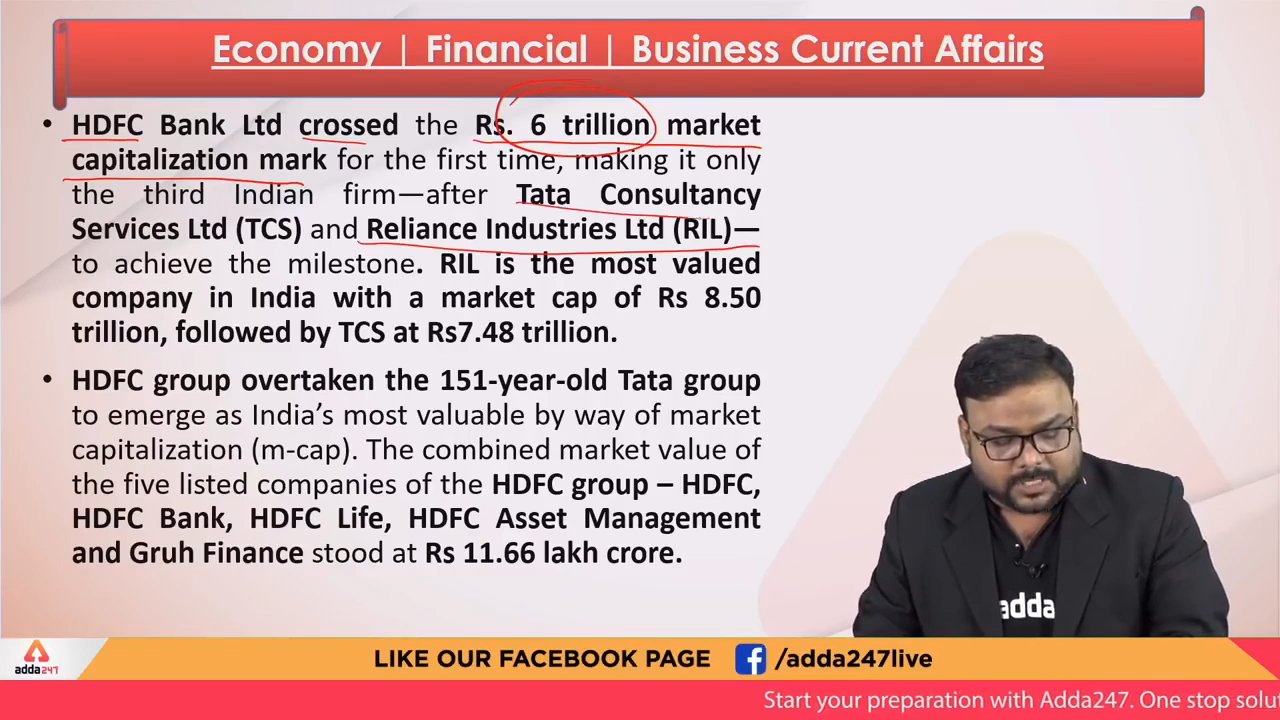 Economy | Financial | Business Current Affairs
• HDFC Bank Ltd crossed the Rs. 6 trillion market
capitalization mark for the first time, making it only
the third Indian firm—after Tata Consultancy
Services Ltd (TCS) and Reliance Industries Ltd (RIL)—
to achieve the milestone. RIL is the most valued
company in India with a market cap of Rs 8.50
trillion, followed by TCS at Rs7.48 trillion.
• HDFC group overtaken the 151-year-old Tata group
to emerge as India's most valuable by way of market
capitalization (m-cap). The combined market value of
the five listed companies of the HDFC group – HDFC,
HDFC Bank, HDFC Life, HDFC Asset Management
and Gruh Finance stood at Rs 11.66 lakh crore.
adda
adda247
LIKE OUR FACEBOOK PAGE f /adda247live
Start your preparation with Adda247. One stop solut